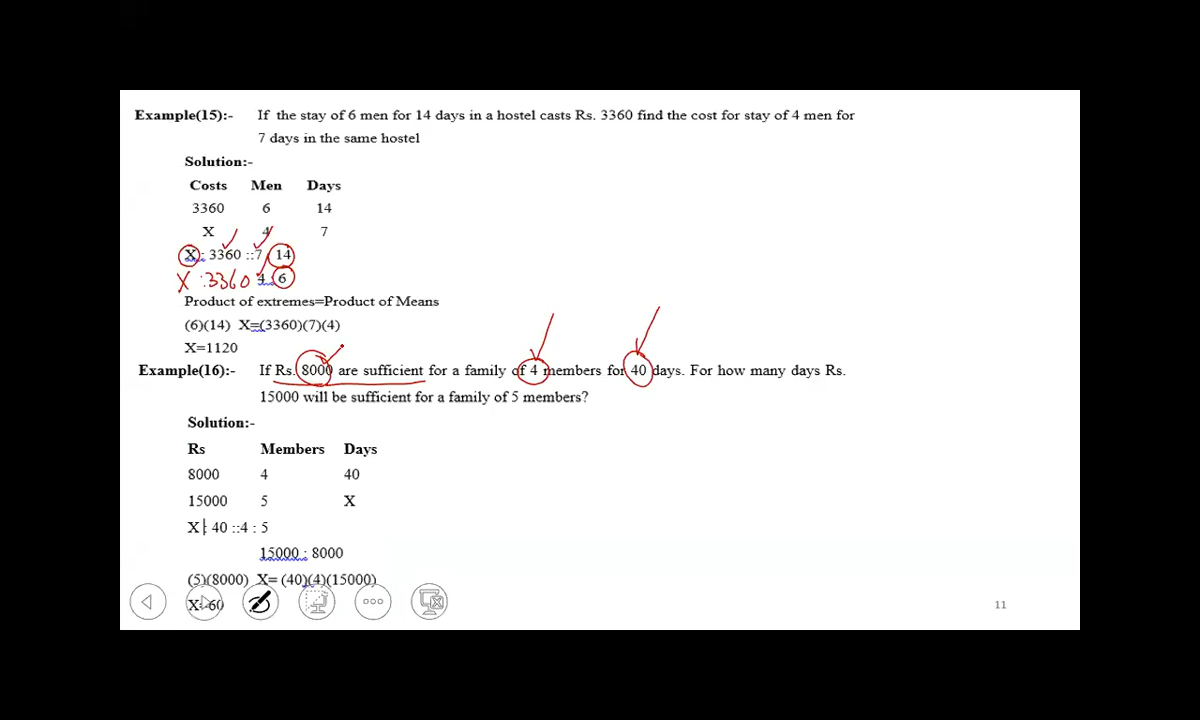 Example(15):- If the stay of 6 men for 14 days in a hostel casts Rs. 3360 find the cost for stay of 4 men for
7 days in the same hostel
Solution:-
Costs Men Days
3360 6 14
X 4 7
X: 3360 ::7 : 14
X :3360 4 : 6
Product of extremes=Product of Means
(6)(14) X=(3360)(7)(4)
X=1120
Example(16):- If Rs. 8000 are sufficient for a family of 4 members for 40 days. For how many days Rs.
15000 will be sufficient for a family of 5 members?
Solution:-
Rs Members Days
8000 4 40
15000 5 X
X : 40 ::4 : 5
15000 : 8000
(5)(8000) X= (40)(4)(15000)
X=60
11